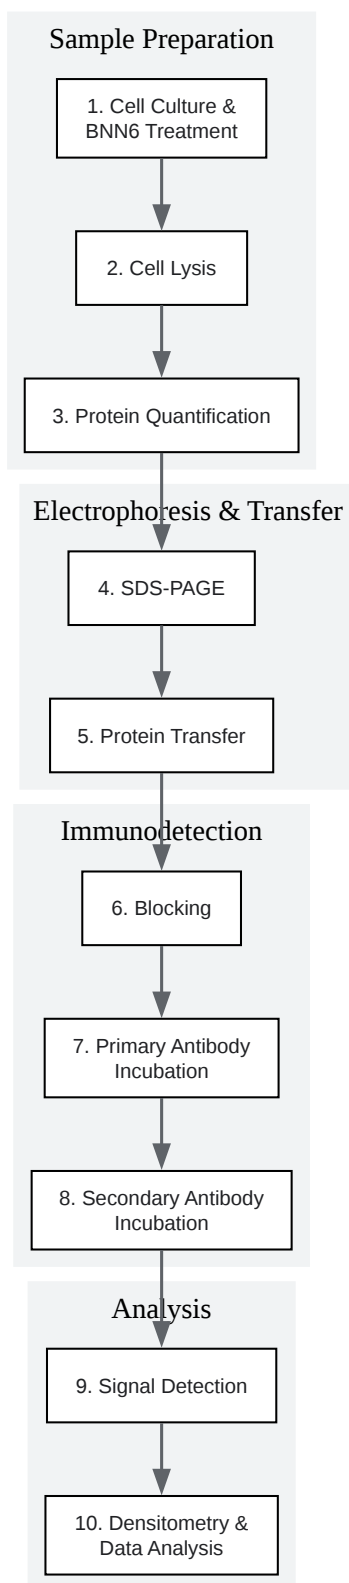 Sample Preparation
1. Cell Culture &
BNN6 Treatment
2. Cell Lysis
3. Protein Quantification
Electrophoresis & Transfer
4. SDS-PAGE
5. Protein Transfer
Immunodetection
6. Blocking
7. Primary Antibody
Incubation
8. Secondary Antibody
Incubation
Analysis
9. Signal Detection
10. Densitometry &
Data Analysis